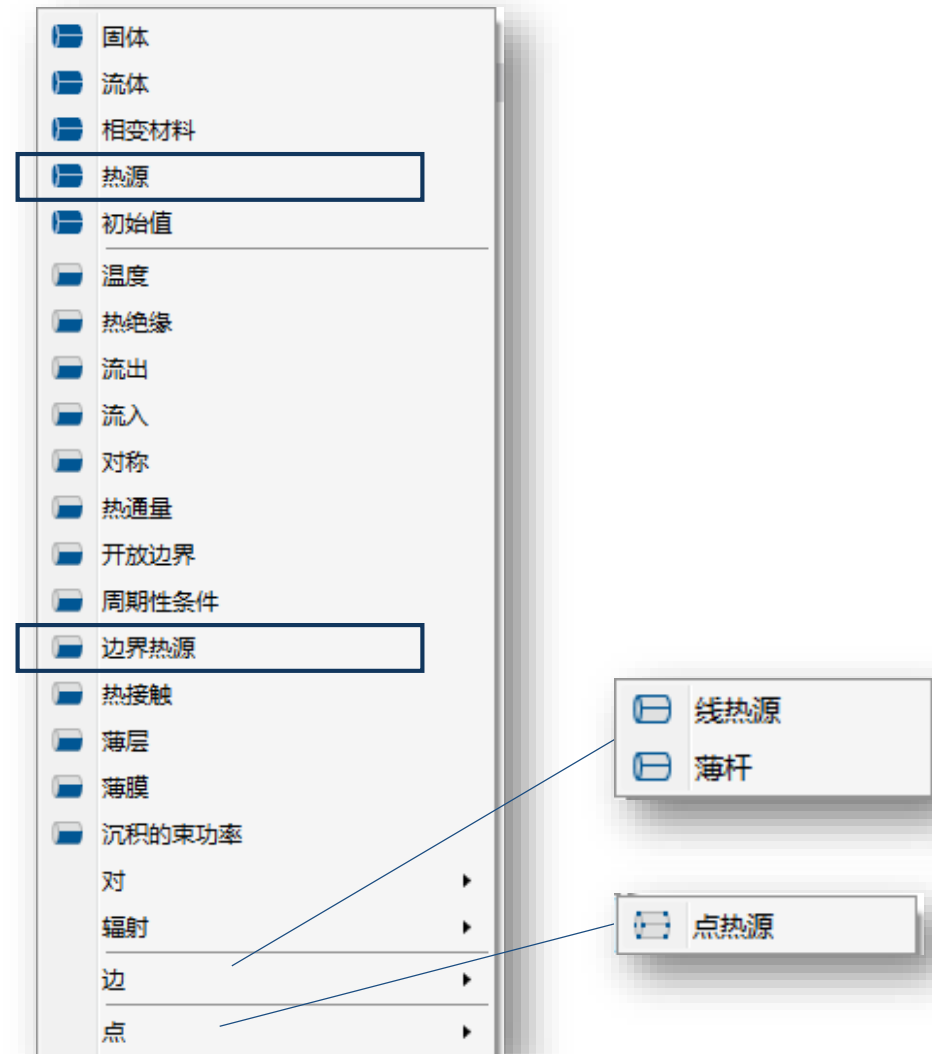 固体
流体
相变材料
热源
初始值
温度
热绝缘
流出
流入
对称
热通量
开放边界
周期性条件
边界热源
热接触
薄层
薄膜
沉积的束功率
对
辐射
边
点
线热源
薄杆
点热源